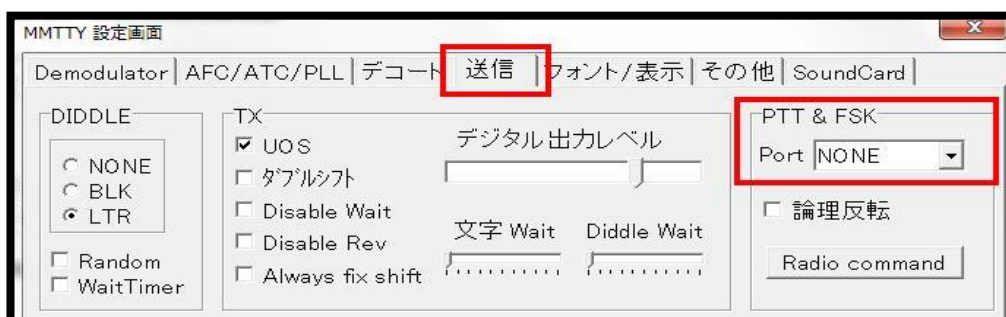 MMTTY 設定画面
Demodulator AFC/ATC/PLL デコート 送信 フォント/表示 その他 SoundCard
DIDDLE
NONE
BLK
LTR
Random
WaitTimer
TX
UOS
ダブルシフト
Disable Wait
Disable Rev
Always fix shift
デジタル出力レベル
文字 Wait Diddle Wait
PTT & FSK
Port NONE
論理反転
Radio command